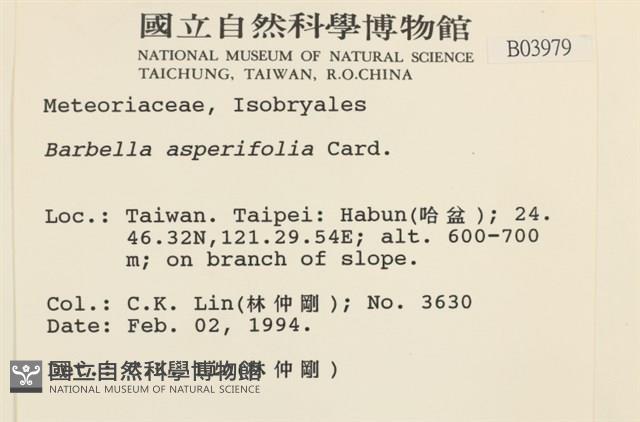 國立自然科學博物館
NATIONAL MUSEUM OF NATURAL SCIENCE
TAICHUNG, TAIWAN, R.O.CHINA
B03979
Meteoriaceae, Isobryales
Barbella asperifolia Card.
Loc.: Taiwan. Taipei: Habun(哈盆); 24.
46.32N,121.29.54E; alt. 600-700
m; on branch of slope.
Col.: C.K. Lin(林仲剛); No. 3630
Date: Feb. 02, 1994.
林仲剛)
國立自然科學博物館
NATIONAL MUSEUM OF NATURAL SCIENCE